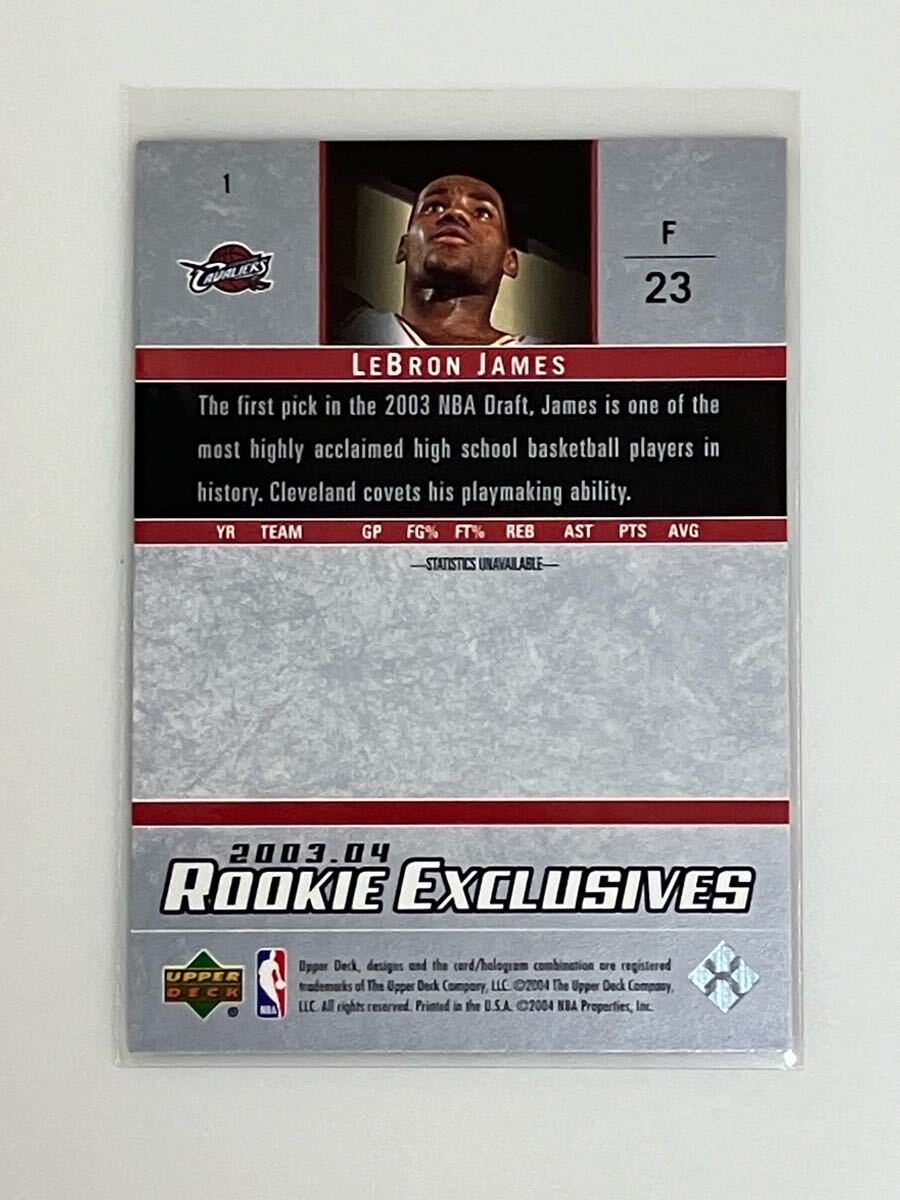 1
CAVALIERS
F
23
LEBRON JAMES
The first pick in the 2003 NBA Draft, James is one of the
most highly acclaimed high school basketball players in
history. Cleveland covets his playmaking ability.
YR TEAM GP FG% FT% REB AST PTS AVG
—STATISTICS UNAVAILABLE—
2003.04
ROOKIE EXCLUSIVES
UPPER
DECK
®
NBA
Upper Deck, designs and the card/hologram combination are registered
trademarks of The Upper Deck Company, LLC. ©2004 The Upper Deck Company,
LLC. All rights reserved. Printed in the U.S.A. ©2004 NBA Properties, Inc.